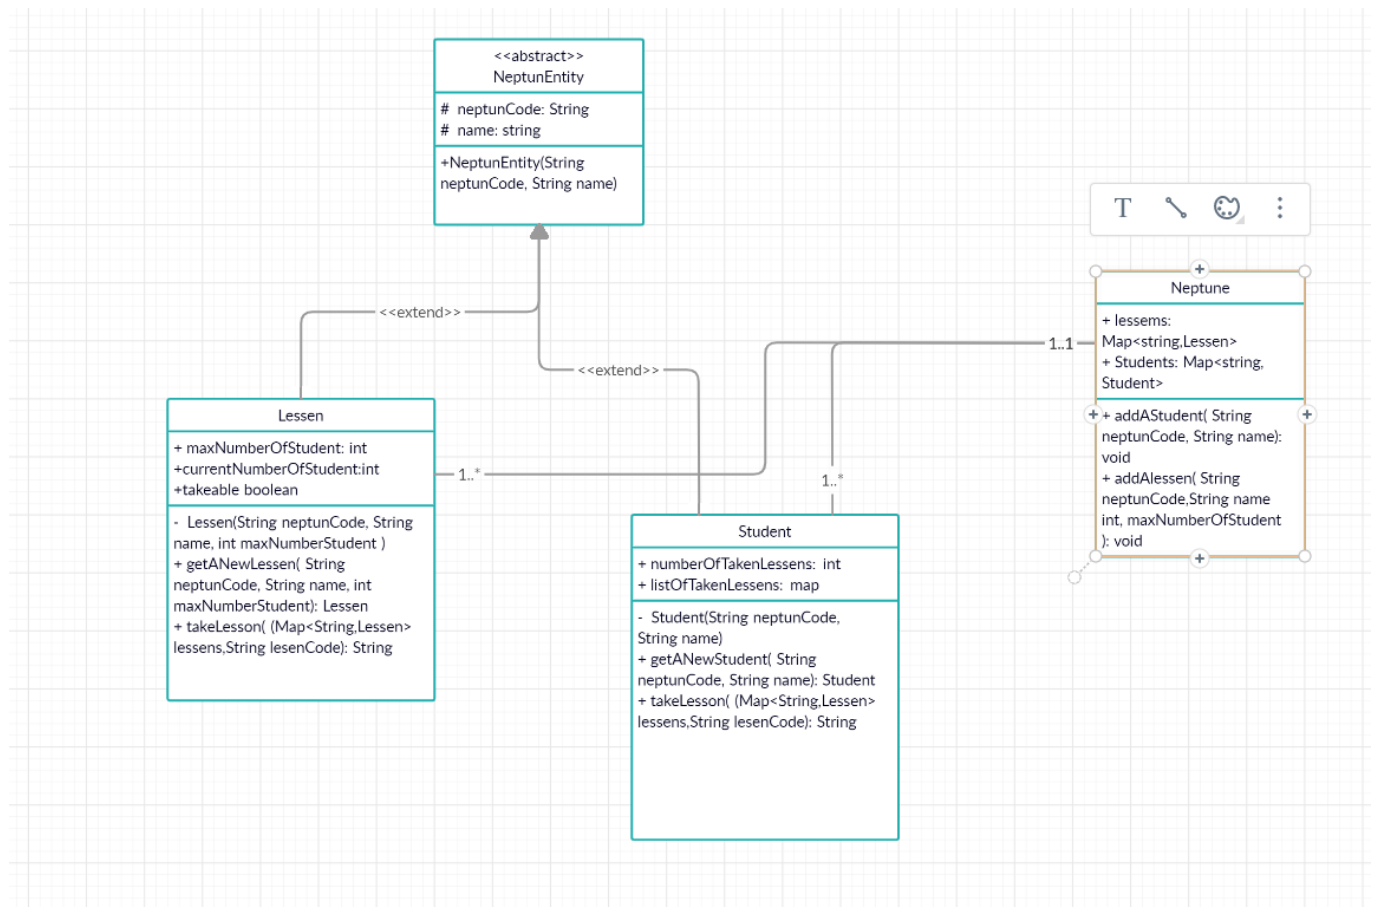 <<abstract>>
NeptunEntity
# neptunCode: String
# name: string
+NeptunEntity(String
neptunCode, String name)
T
<<extend>>
<<extend>>
Neptune
+ lessems:
Map<string,Lessen>
+ Students: Map<string,
Student>
+ addAStudent( String
neptunCode, String name):
void
+ addAlessen( String
neptunCode,String name
int, maxNumberOfStudent
): void
1..1
Lessen
+ maxNumberOfStudent: int
+currentNumberOfStudent:int
+takeable boolean
- Lessen(String neptunCode, String
name, int maxNumberStudent )
+ getANewLessen( String
neptunCode, String name, int
maxNumberStudent): Lessen
+ takeLesson( (Map<String,Lessen>
lessens,String lesenCode): String
1..*
1..*
Student
+ numberOfTakenLessens: int
+ listOfTakenLessens: map
- Student(String neptunCode,
String name)
+ getANewStudent( String
neptunCode, String name): Student
+ takeLesson( (Map<String,Lessen>
lessens,String lesenCode): String